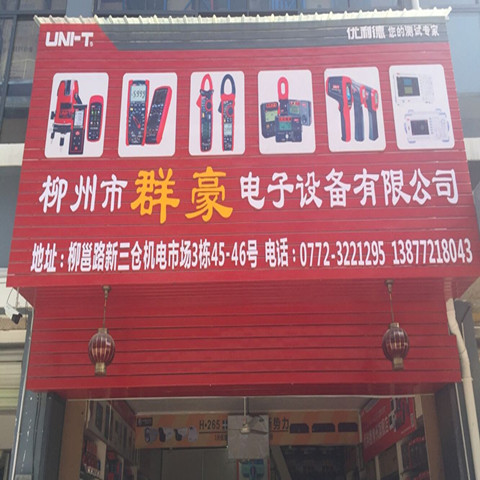 UNI-T 优利德 您的测试专家
柳州市群豪电子设备有限公司
地址：柳邕路新三仓机电市场3栋45-46号 电话：0772-3221295 13877218043
H·265